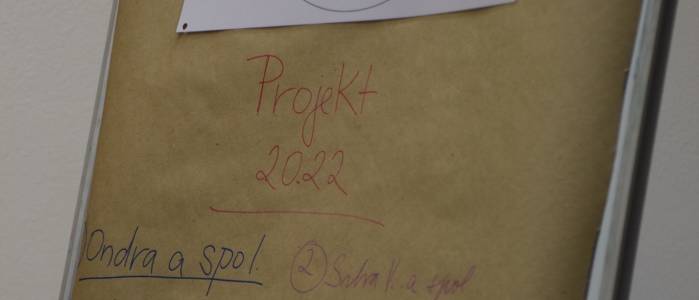 Projekt
20.22
Ondra a spol.
② a spol